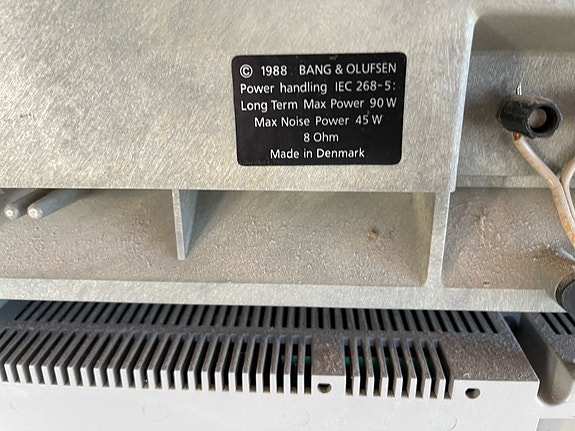 © 1988 BANG & OLUFSEN
Power handling IEC 268-5:
Long Term Max Power 90 W
Max Noise Power 45 W
8 Ohm
Made in Denmark